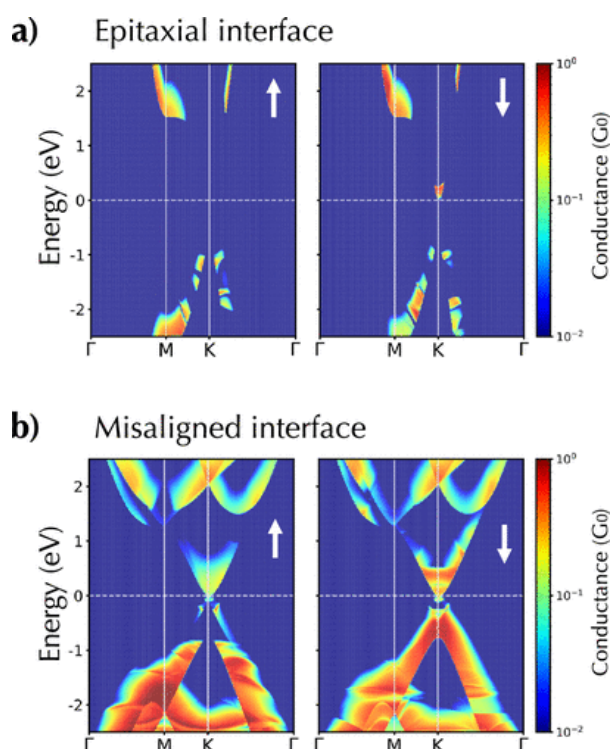 a) Epitaxial interface
Energy (eV)
2
1
0
-1
-2
Γ M K Γ
Γ M K Γ
10⁰
10⁻¹
10⁻²
Conductance (G0)
b) Misaligned interface
Energy (eV)
2
1
0
-1
-2
Γ M K Γ
Γ M K Γ
10⁰
10⁻¹
10⁻²
Conductance (G0)